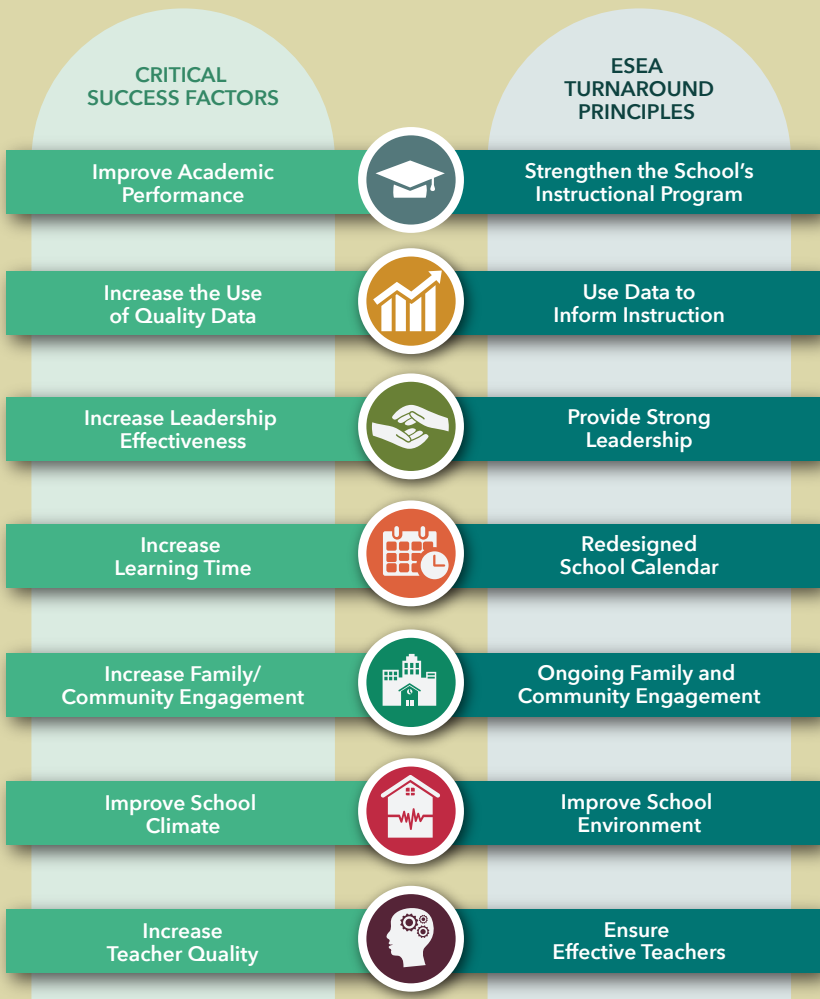 CRITICAL
SUCCESS FACTORS
ESEA
TURNAROUND
PRINCIPLES
Improve Academic
Performance
Strengthen the School's
Instructional Program
Increase the Use
of Quality Data
Use Data to
Inform Instruction
Increase Leadership
Effectiveness
Provide Strong
Leadership
Increase
Learning Time
Redesigned
School Calendar
Increase Family/
Community Engagement
Ongoing Family and
Community Engagement
Improve School
Climate
Improve School
Environment
Increase
Teacher Quality
Ensure
Effective Teachers